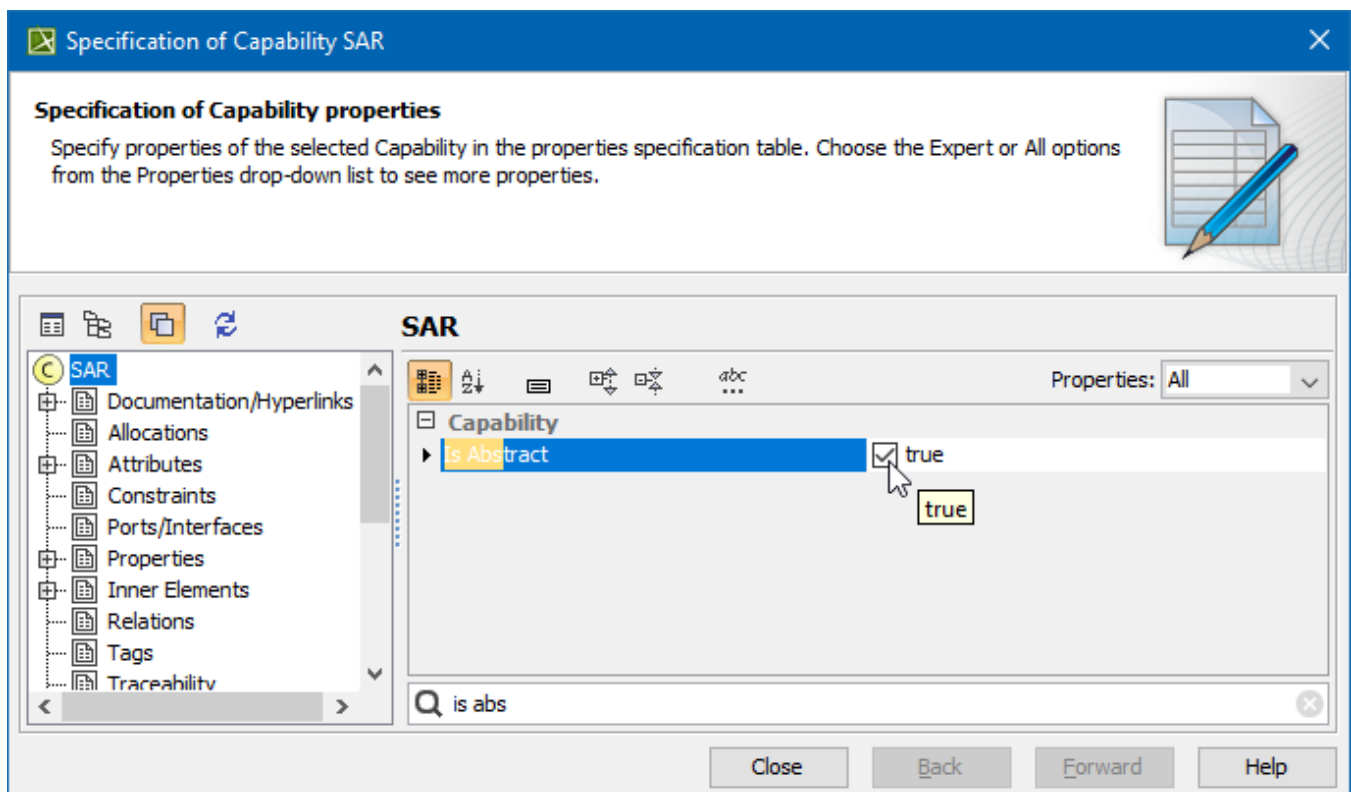 Specification of Capability SAR
Specification of Capability properties
Specify properties of the selected Capability in the properties specification table. Choose the Expert or All options
from the Properties drop-down list to see more properties.
SAR
C SAR
Documentation/Hyperlinks
Allocations
Attributes
Constraints
Ports/Interfaces
Properties
Inner Elements
Relations
Tags
Traceability
A
Z
abc
Properties: All
Capability
Is Abstract true
true
is abs
Close Back Forward Help